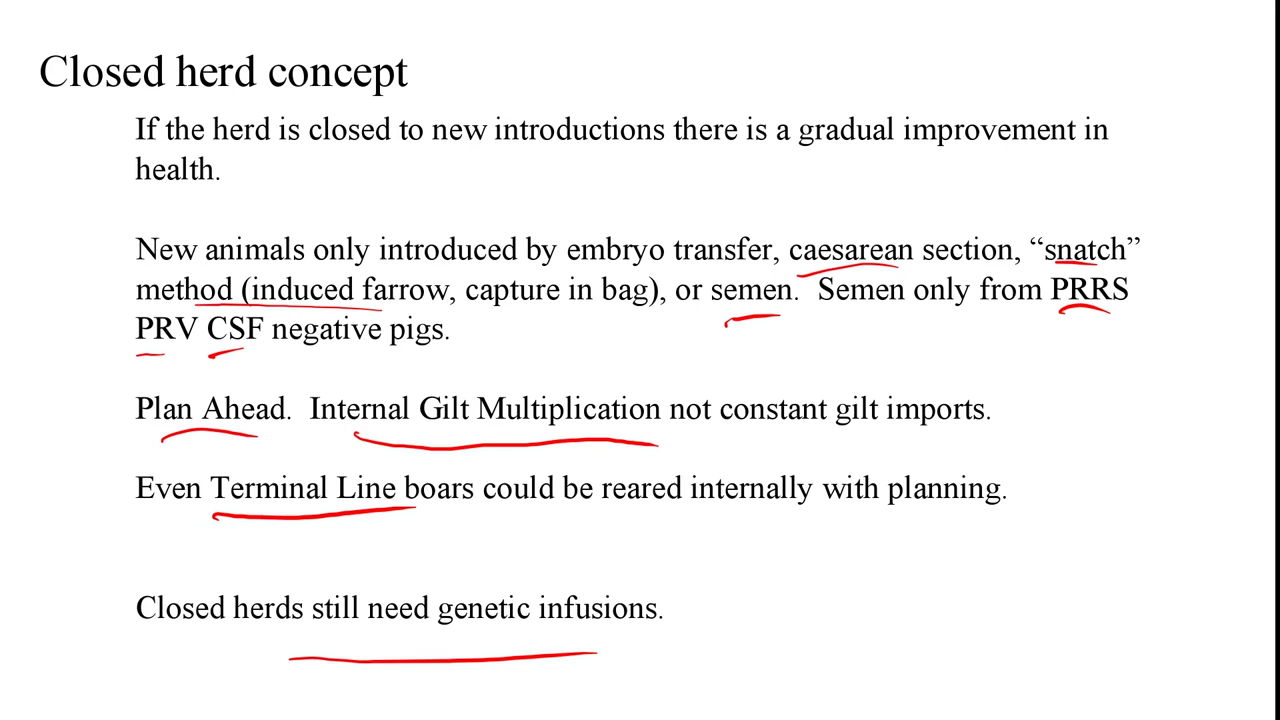 Closed herd concept
If the herd is closed to new introductions there is a gradual improvement in
health.
New animals only introduced by embryo transfer, caesarean section, “snatch”
method (induced farrow, capture in bag), or semen.  Semen only from PRRS
PRV CSF negative pigs.
Plan Ahead.  Internal Gilt Multiplication not constant gilt imports.
Even Terminal Line boars could be reared internally with planning.
Closed herds still need genetic infusions.